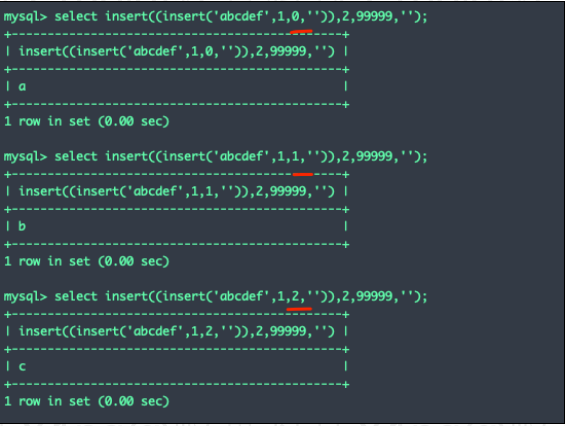 mysql> select insert((insert('abcdef',1,0,'')),2,99999,'');
+--------------------------------------------+
| insert((insert('abcdef',1,0,'')),2,99999,'') |
+--------------------------------------------+
| a |
+--------------------------------------------+
1 row in set (0.00 sec)
mysql> select insert((insert('abcdef',1,1,'')),2,99999,'');
+--------------------------------------------+
| insert((insert('abcdef',1,1,'')),2,99999,'') |
+--------------------------------------------+
| b |
+--------------------------------------------+
1 row in set (0.00 sec)
mysql> select insert((insert('abcdef',1,2,'')),2,99999,'');
+--------------------------------------------+
| insert((insert('abcdef',1,2,'')),2,99999,'') |
+--------------------------------------------+
| c |
+--------------------------------------------+
1 row in set (0.00 sec)